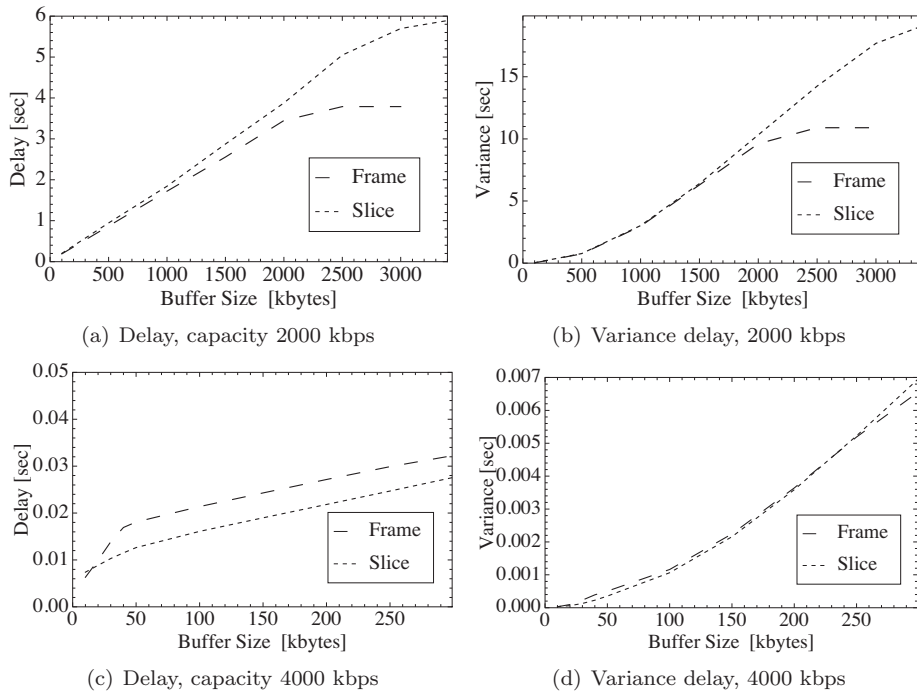 6
5
4
3
2
1
0
Delay [sec]
Frame
Slice
0 500 1000 1500 2000 2500 3000
Buffer Size [kbytes]
(a) Delay, capacity 2000 kbps
15
10
5
0
Variance [sec]
Frame
Slice
0 500 1000 1500 2000 2500 3000
Buffer Size [kbytes]
(b) Variance delay, 2000 kbps
0.05
0.04
0.03
0.02
0.01
0.00
Delay [sec]
Frame
Slice
0 50 100 150 200 250
Buffer Size [kbytes]
(c) Delay, capacity 4000 kbps
0.007
0.006
0.005
0.004
0.003
0.002
0.001
0.000
Variance [sec]
Frame
Slice
0 50 100 150 200 250
Buffer Size [kbytes]
(d) Variance delay, 4000 kbps